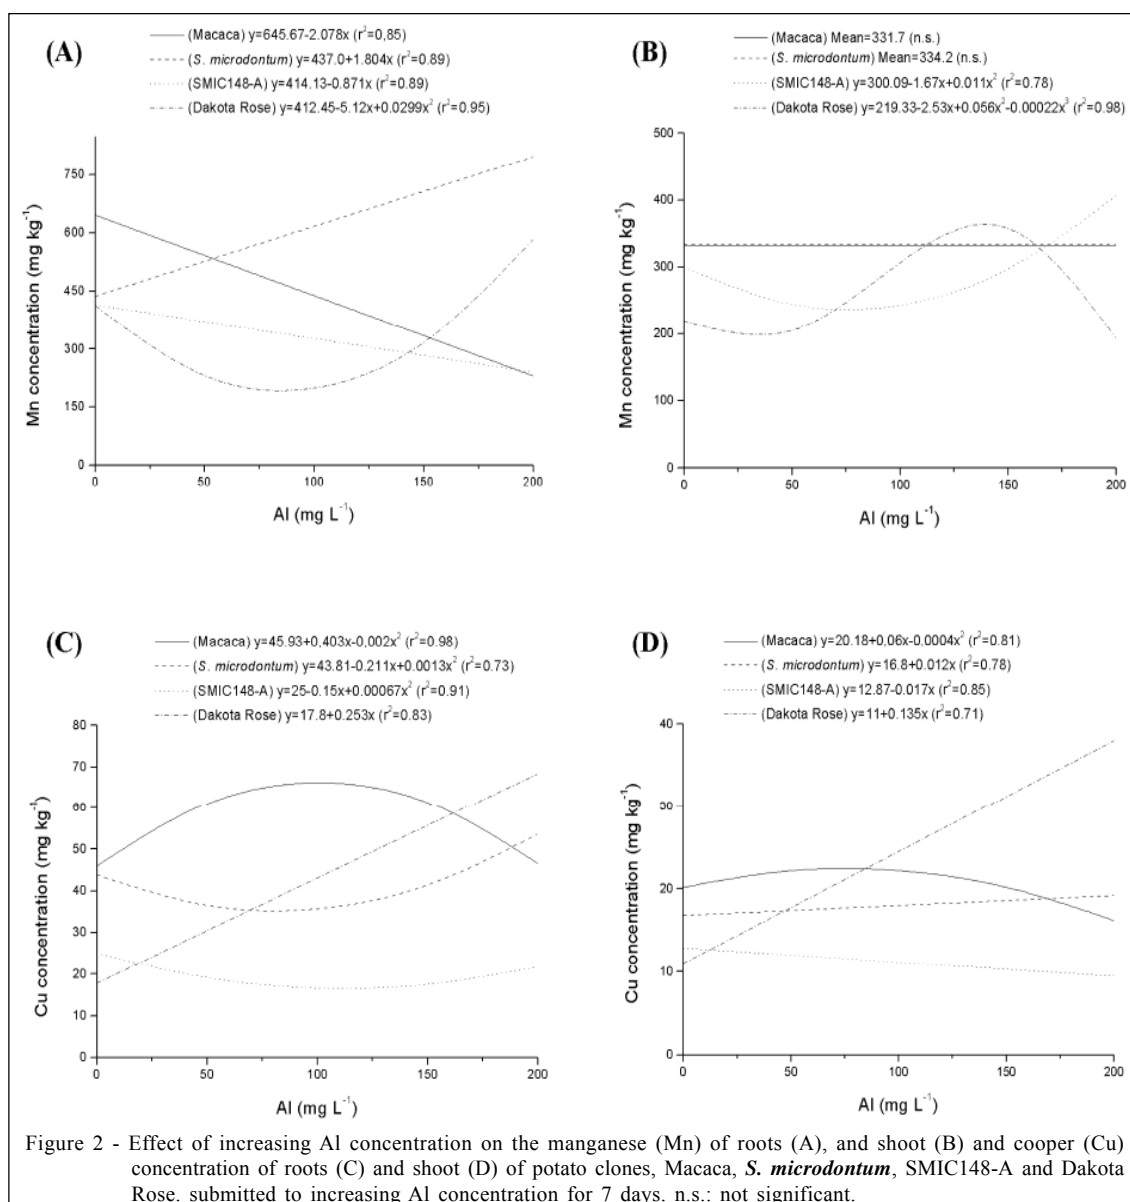 (A)
(Macaca) y=645.67-2.078x (r²=0,85)
(S. microdontum) y=437.0+1.804x (r²=0.89)
(SMIC148-A) y=414.13-0.871x (r²=0.89)
(Dakota Rose) y=412.45-5.12x+0.0299x² (r²=0.95)
Mn concentration (mg kg⁻¹)
750
600
450
300
150
0
0 50 100 150 200
Al (mg L⁻¹)
(B)
(Macaca) Mean=331.7 (n.s.)
(S. microdontum) Mean=334.2 (n.s.)
(SMIC148-A) y=300.09-1.67x+0.011x² (r²=0.78)
(Dakota Rose) y=219.33-2.53x+0.056x²-0.00022x³ (r²=0.98)
Mn concentration (mg kg⁻¹)
500
400
300
200
100
0
0 50 100 150 200
Al (mg L⁻¹)
(C)
(Macaca) y=45.93+0,403x-0,002x² (r²=0.98)
(S. microdontum) y=43.81-0.211x+0.0013x² (r²=0.73)
(SMIC148-A) y=25-0.15x+0.00067x² (r²=0.91)
(Dakota Rose) y=17.8+0.253x (r²=0.83)
Cu concentration (mg kg⁻¹)
80
70
60
50
40
30
20
10
0
0 50 100 150 200
Al (mg L⁻¹)
(D)
(Macaca) y=20.18+0.06x-0.0004x² (r²=0.81)
(S. microdontum) y=16.8+0.012x (r²=0.78)
(SMIC148-A) y=12.87-0.017x (r²=0.85)
(Dakota Rose) y=11+0.135x (r²=0.71)
Cu concentration (mg kg⁻¹)
40
30
20
10
0
0 50 100 150 200
Al (mg L⁻¹)
Figure 2 - Effect of increasing Al concentration on the manganese (Mn) of roots (A), and shoot (B) and cooper (Cu)
concentration of roots (C) and shoot (D) of potato clones, Macaca, S. microdontum, SMIC148-A and Dakota
Rose, submitted to increasing Al concentration for 7 days. n.s.: not significant.